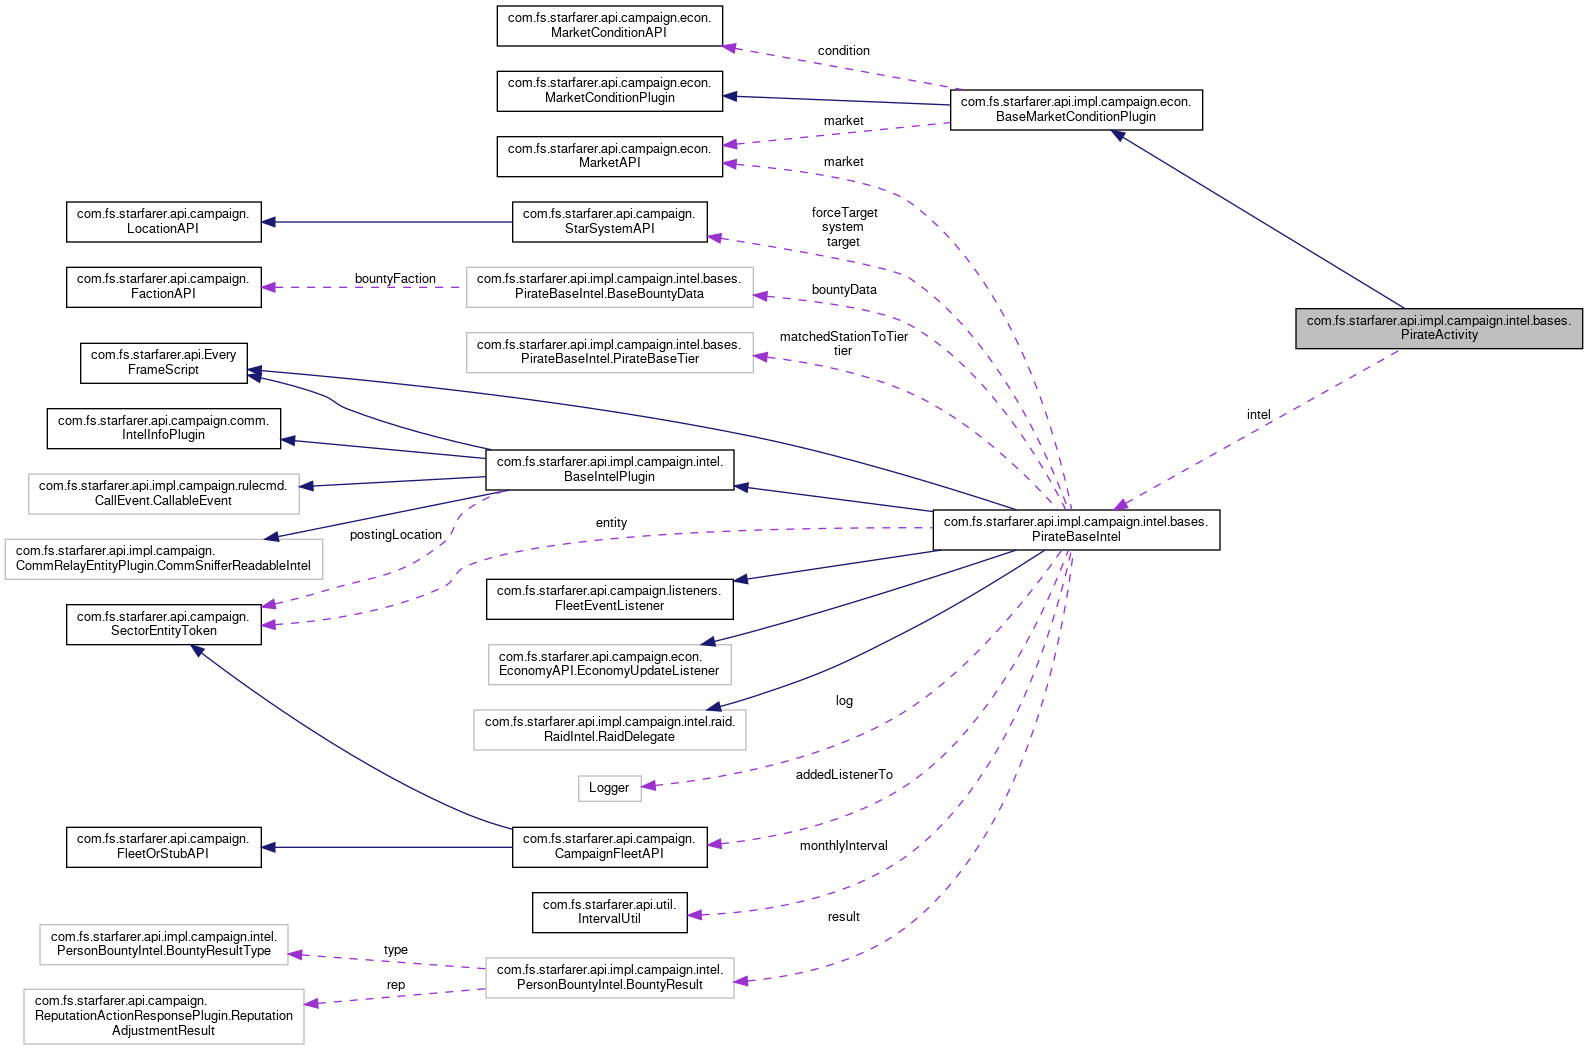 com.fs.starfarer.api.campaign.econ.
MarketConditionAPI
condition
com.fs.starfarer.api.campaign.econ.
MarketConditionPlugin
com.fs.starfarer.api.impl.campaign.econ.
BaseMarketConditionPlugin
market
com.fs.starfarer.api.campaign.econ.
MarketAPI
market
com.fs.starfarer.api.campaign.
LocationAPI
com.fs.starfarer.api.campaign.
StarSystemAPI
forceTarget
system
target
com.fs.starfarer.api.campaign.
FactionAPI
bountyFaction
com.fs.starfarer.api.impl.campaign.intel.bases.
PirateBaseIntel.BaseBountyData
bountyData
com.fs.starfarer.api.impl.campaign.intel.bases.
PirateActivity
com.fs.starfarer.api.impl.campaign.intel.bases.
PirateBaseIntel.PirateBaseTier
matchedStationToTier
tier
com.fs.starfarer.api.Every
FrameScript
intel
com.fs.starfarer.api.campaign.comm.
IntelInfoPlugin
com.fs.starfarer.api.impl.campaign.intel.
BaseIntelPlugin
com.fs.starfarer.api.impl.campaign.rulecmd.
CallEvent.CallableEvent
com.fs.starfarer.api.impl.campaign.
CommRelayEntityPlugin.CommSnifferReadableIntel
postingLocation
entity
com.fs.starfarer.api.impl.campaign.intel.bases.
PirateBaseIntel
com.fs.starfarer.api.campaign.
SectorEntityToken
com.fs.starfarer.api.campaign.listeners.
FleetEventListener
com.fs.starfarer.api.campaign.econ.
EconomyAPI.EconomyUpdateListener
com.fs.starfarer.api.impl.campaign.intel.raid.
RaidIntel.RaidDelegate
log
Logger
addedListenerTo
com.fs.starfarer.api.campaign.
FleetOrStubAPI
com.fs.starfarer.api.campaign.
CampaignFleetAPI
monthlyInterval
com.fs.starfarer.api.util.
IntervalUtil
result
com.fs.starfarer.api.impl.campaign.intel.
PersonBountyIntel.BountyResultType
type
com.fs.starfarer.api.impl.campaign.intel.
PersonBountyIntel.BountyResult
rep
com.fs.starfarer.api.campaign.
ReputationActionResponsePlugin.Reputation
AdjustmentResult